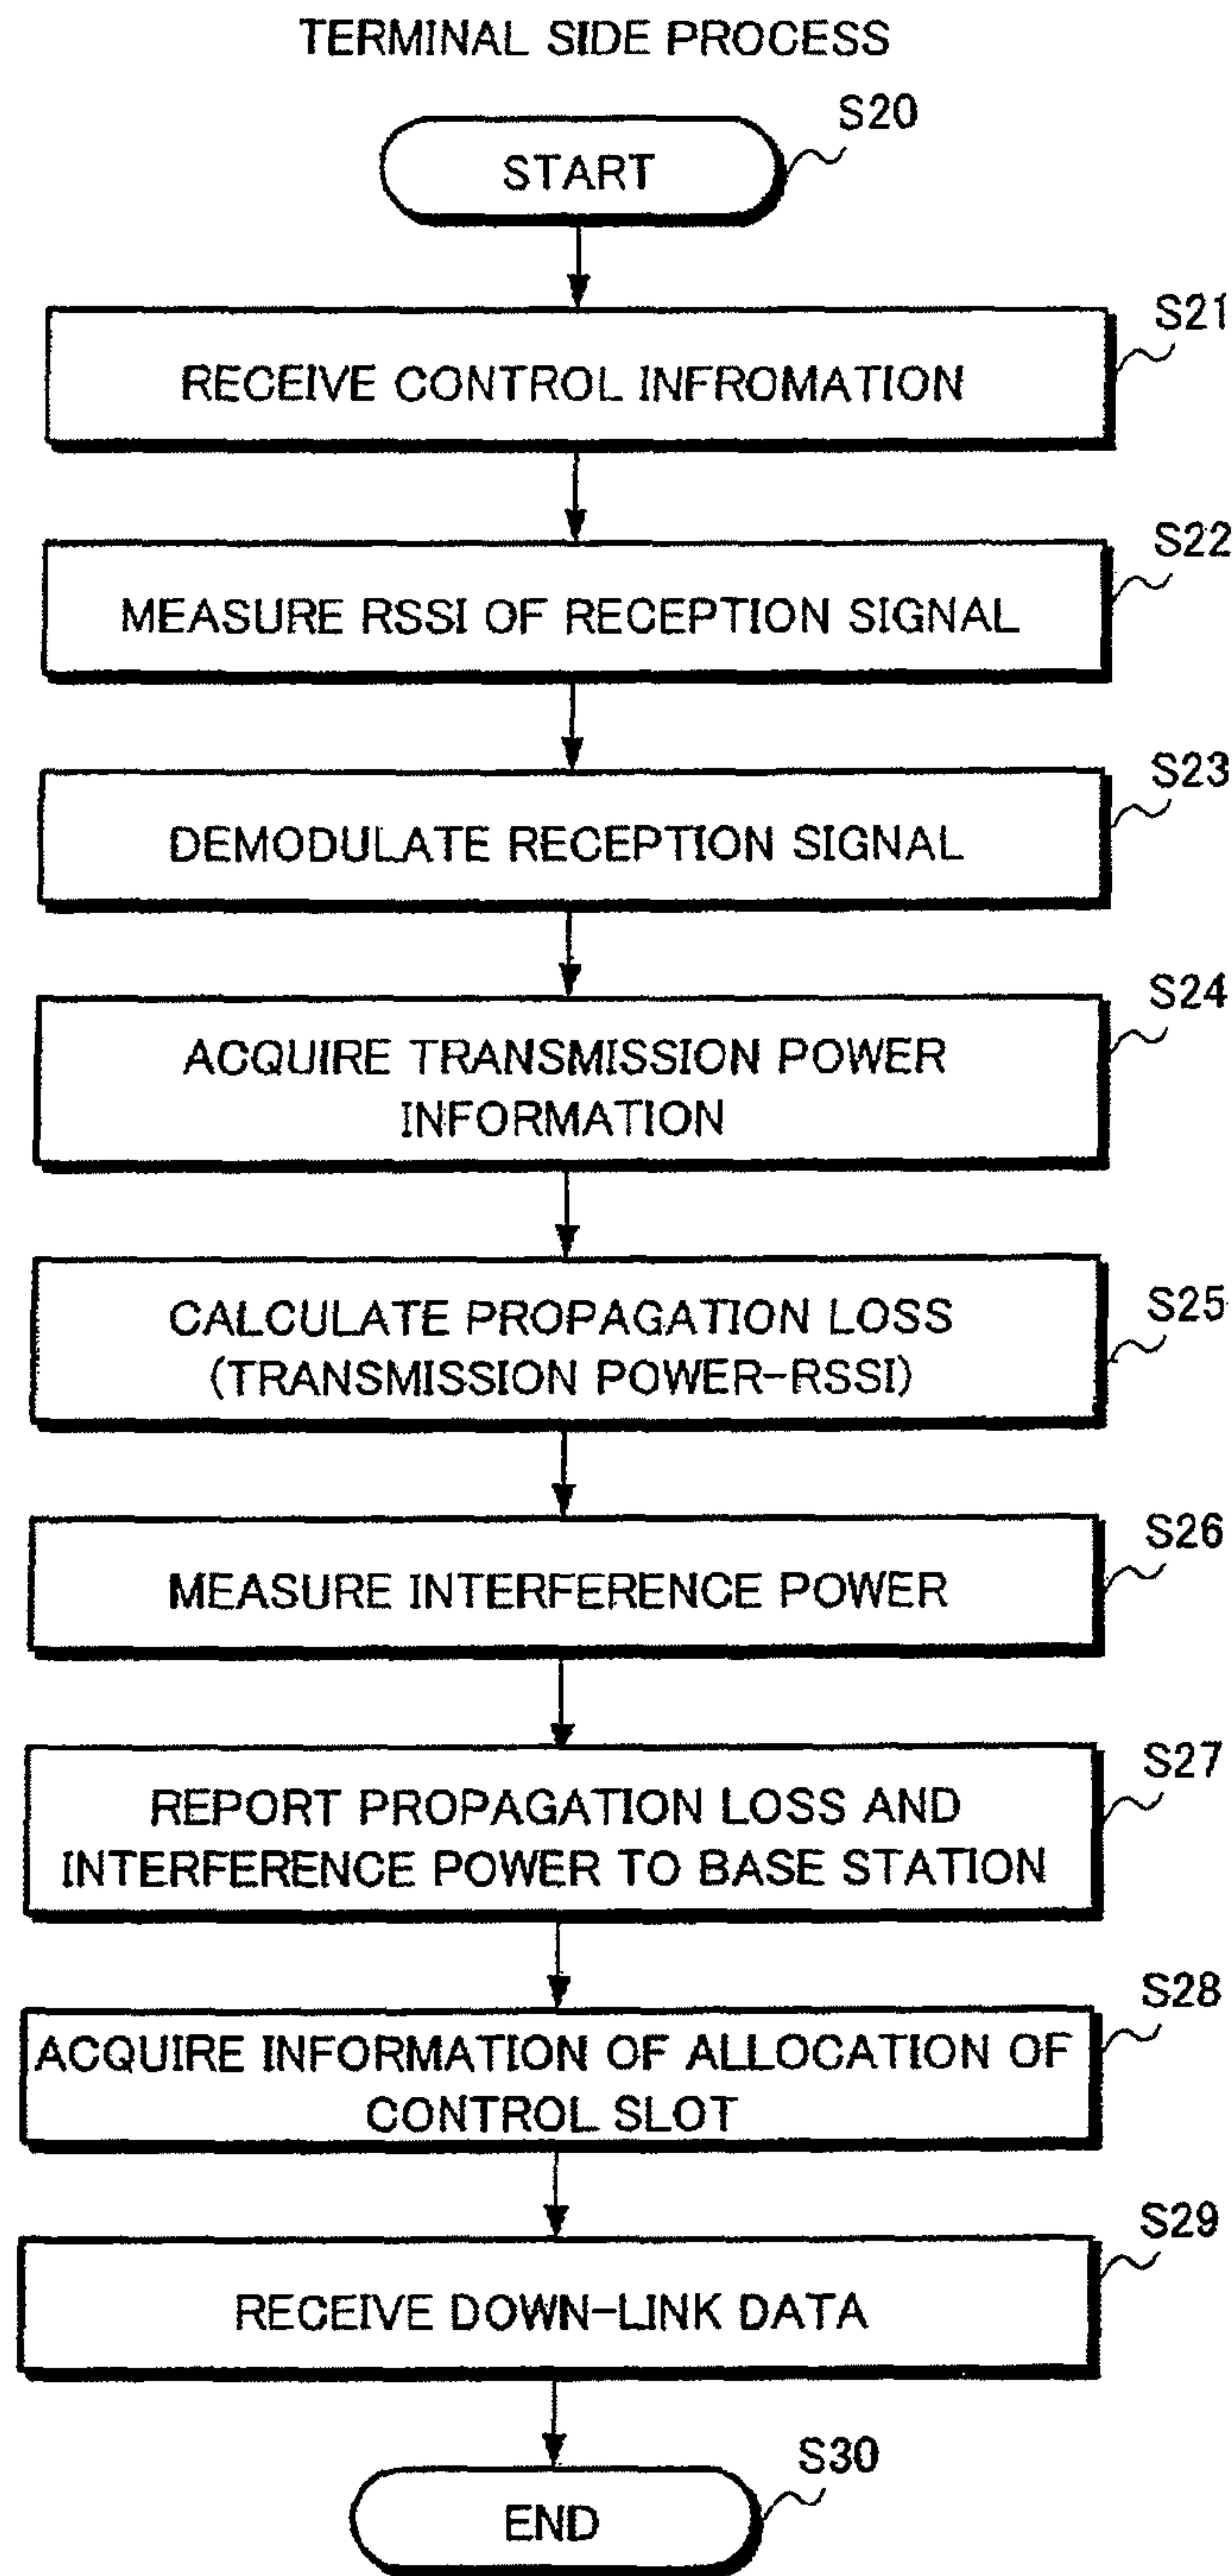 TERMINAL SIDE PROCESS
S20
START
S21
RECEIVE CONTROL INFROMATION
S22
MEASURE RSSI OF RECEPTION SIGNAL
S23
DEMODULATE RECEPTION SIGNAL
S24
ACQUIRE TRANSMISSION POWER
INFORMATION
S25
CALCULATE PROPAGATION LOSS
(TRANSMISSION POWER-RSSI)
S26
MEASURE INTERFERENCE POWER
S27
REPORT PROPAGATION LOSS AND
INTERFERENCE POWER TO BASE STATION
S28
ACQUIRE INFORMATION OF ALLOCATION OF
CONTROL SLOT
S29
RECEIVE DOWN-LINK DATA
S30
END